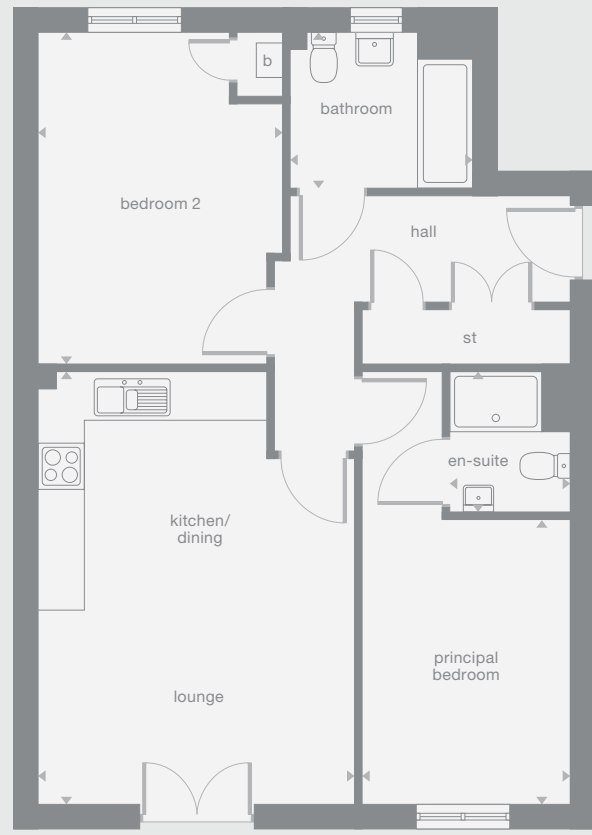 b
bathroom
bedroom 2
hall
st
en-suite
kitchen/
dining
principal
bedroom
lounge